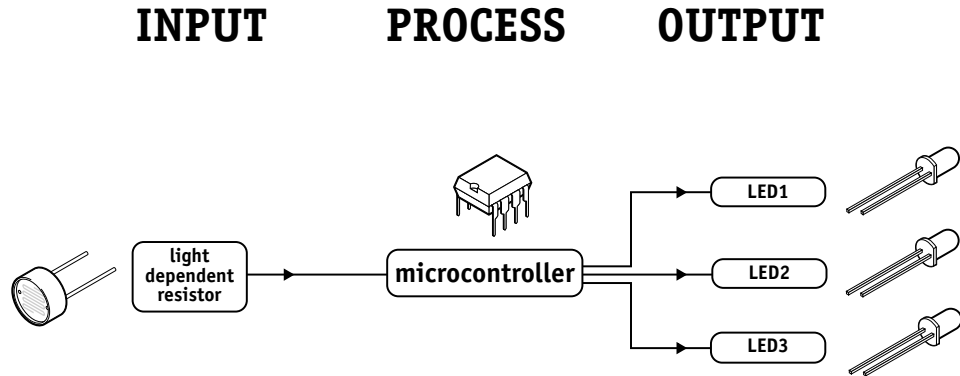 INPUT PROCESS OUTPUT
light
dependent
resistor
microcontroller
LED1
LED2
LED3